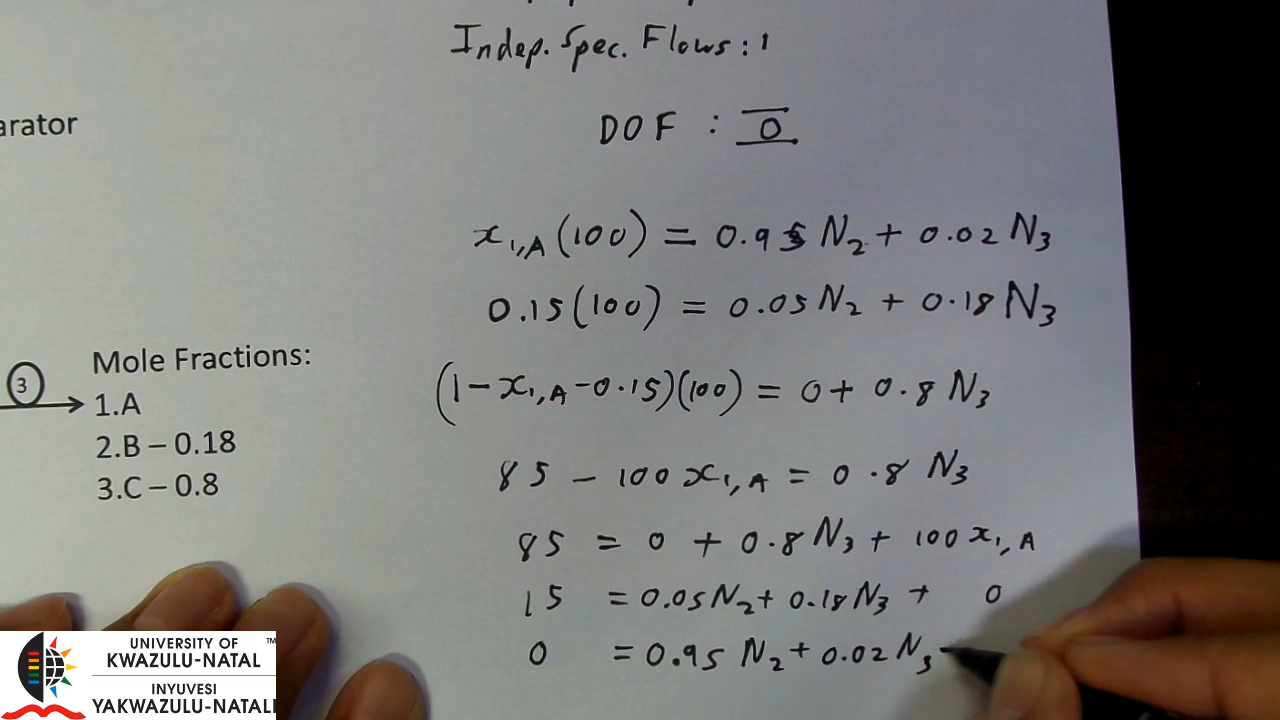 Indep. Spec. Flows: 1
arator
DOF : 0
x₁,A(100) = 0.95 N₂ + 0.02 N₃
0.15(100) = 0.05 N₂ + 0.18 N₃
3
Mole Fractions:
1.A
2.B – 0.18
3.C – 0.8
(1 - x₁,A - 0.15)(100) = 0 + 0.8 N₃
85 - 100 x₁,A = 0.8 N₃
85 = 0 + 0.8 N₃ + 100 x₁,A
15 = 0.05 N₂ + 0.18 N₃ + 0
0 = 0.95 N₂ + 0.02 N₃ -
UNIVERSITY OF ™
KWAZULU-NATAL
INYUVESI
YAKWAZULU-NATALI